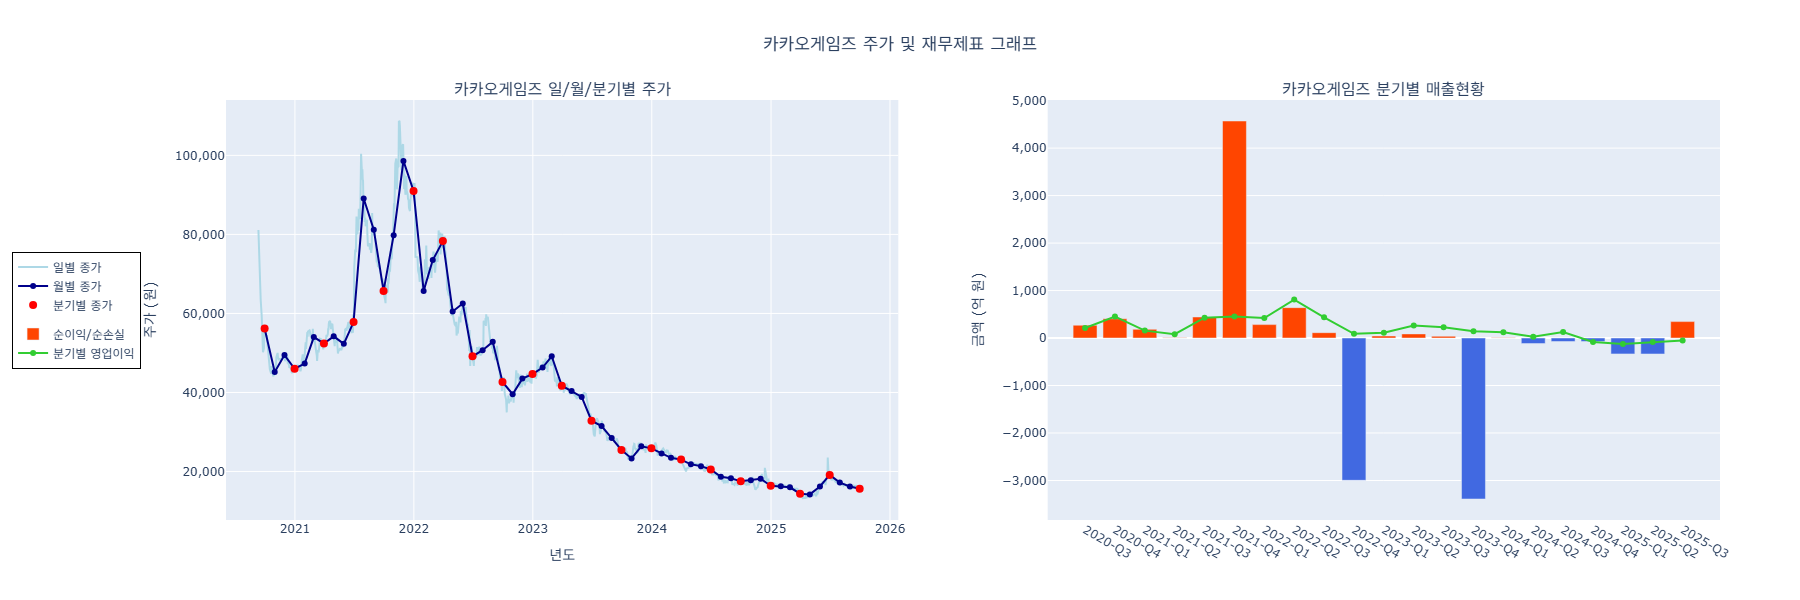 카카오게임즈 주가 및 재무제표 그래프
카카오게임즈 일/월/분기별 주가
100,000
80,000
60,000
40,000
20,000
주가 (원)
2021
2022
2023
2024
2025
2026
년도
일별 종가
월별 종가
분기별 종가
순이익/순손실
분기별 영업이익
카카오게임즈 분기별 매출현황
5,000
4,000
3,000
2,000
1,000
0
−1,000
−2,000
−3,000
금액 (억 원)
2020-Q3
2020-Q4
2021-Q1
2021-Q2
2021-Q3
2021-Q4
2022-Q1
2022-Q2
2022-Q3
2022-Q4
2023-Q1
2023-Q2
2023-Q3
2023-Q4
2024-Q1
2024-Q2
2024-Q3
2024-Q4
2025-Q1
2025-Q2
2025-Q3